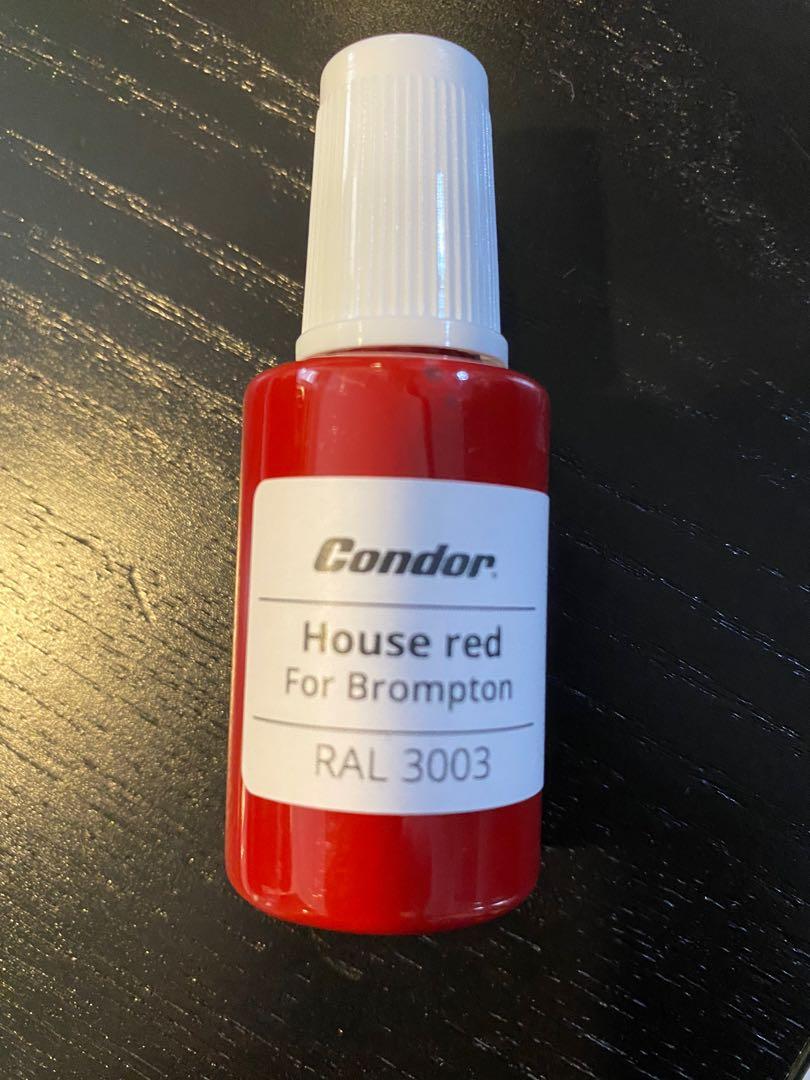 Condor
House red
For Brompton
RAL 3003